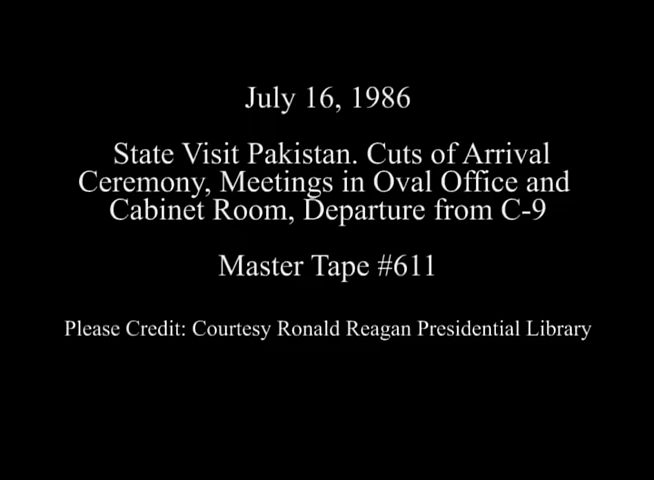 July 16, 1986
State Visit Pakistan. Cuts of Arrival
Ceremony, Meetings in Oval Office and
Cabinet Room, Departure from C-9
Master Tape #611
Please Credit: Courtesy Ronald Reagan Presidential Library